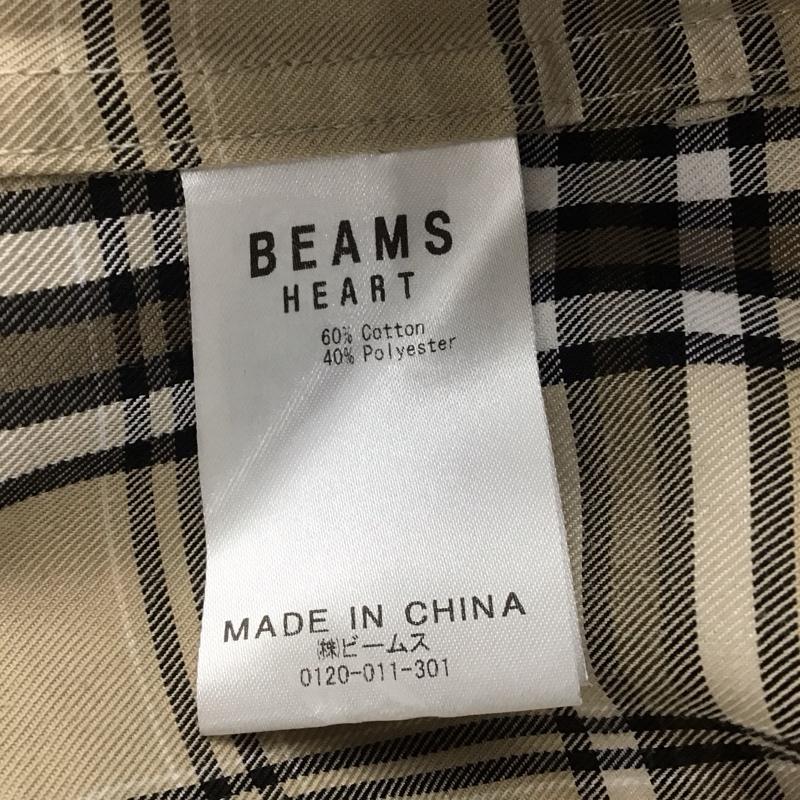 BEAMS
HEART
60% Cotton
40% Polyester
MADE IN CHINA
㈱ビームス
0120-011-301